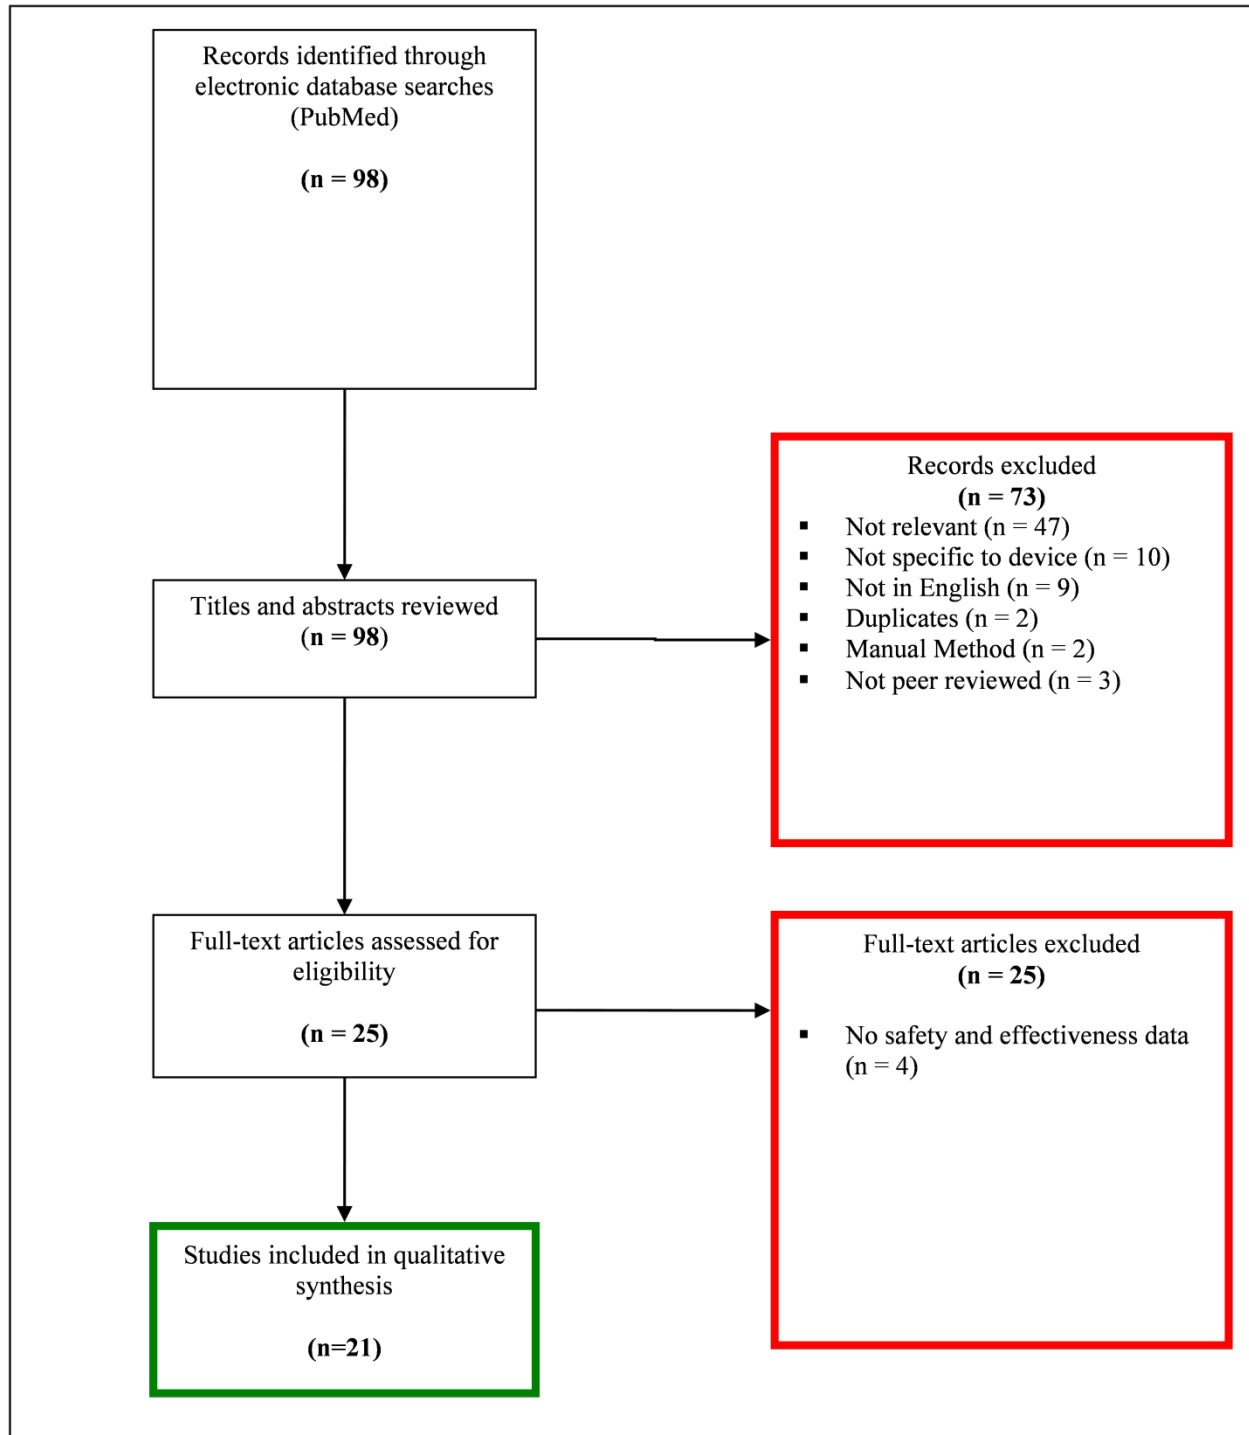 Records identified through
electronic database searches
(PubMed)
(n = 98)
Records excluded
(n = 73)
▪ Not relevant (n = 47)
▪ Not specific to device (n = 10)
▪ Not in English (n = 9)
▪ Duplicates (n = 2)
▪ Manual Method (n = 2)
▪ Not peer reviewed (n = 3)
Titles and abstracts reviewed
(n = 98)
Full-text articles assessed for
eligibility
(n = 25)
Full-text articles excluded
(n = 25)
▪ No safety and effectiveness data
(n = 4)
Studies included in qualitative
synthesis
(n=21)